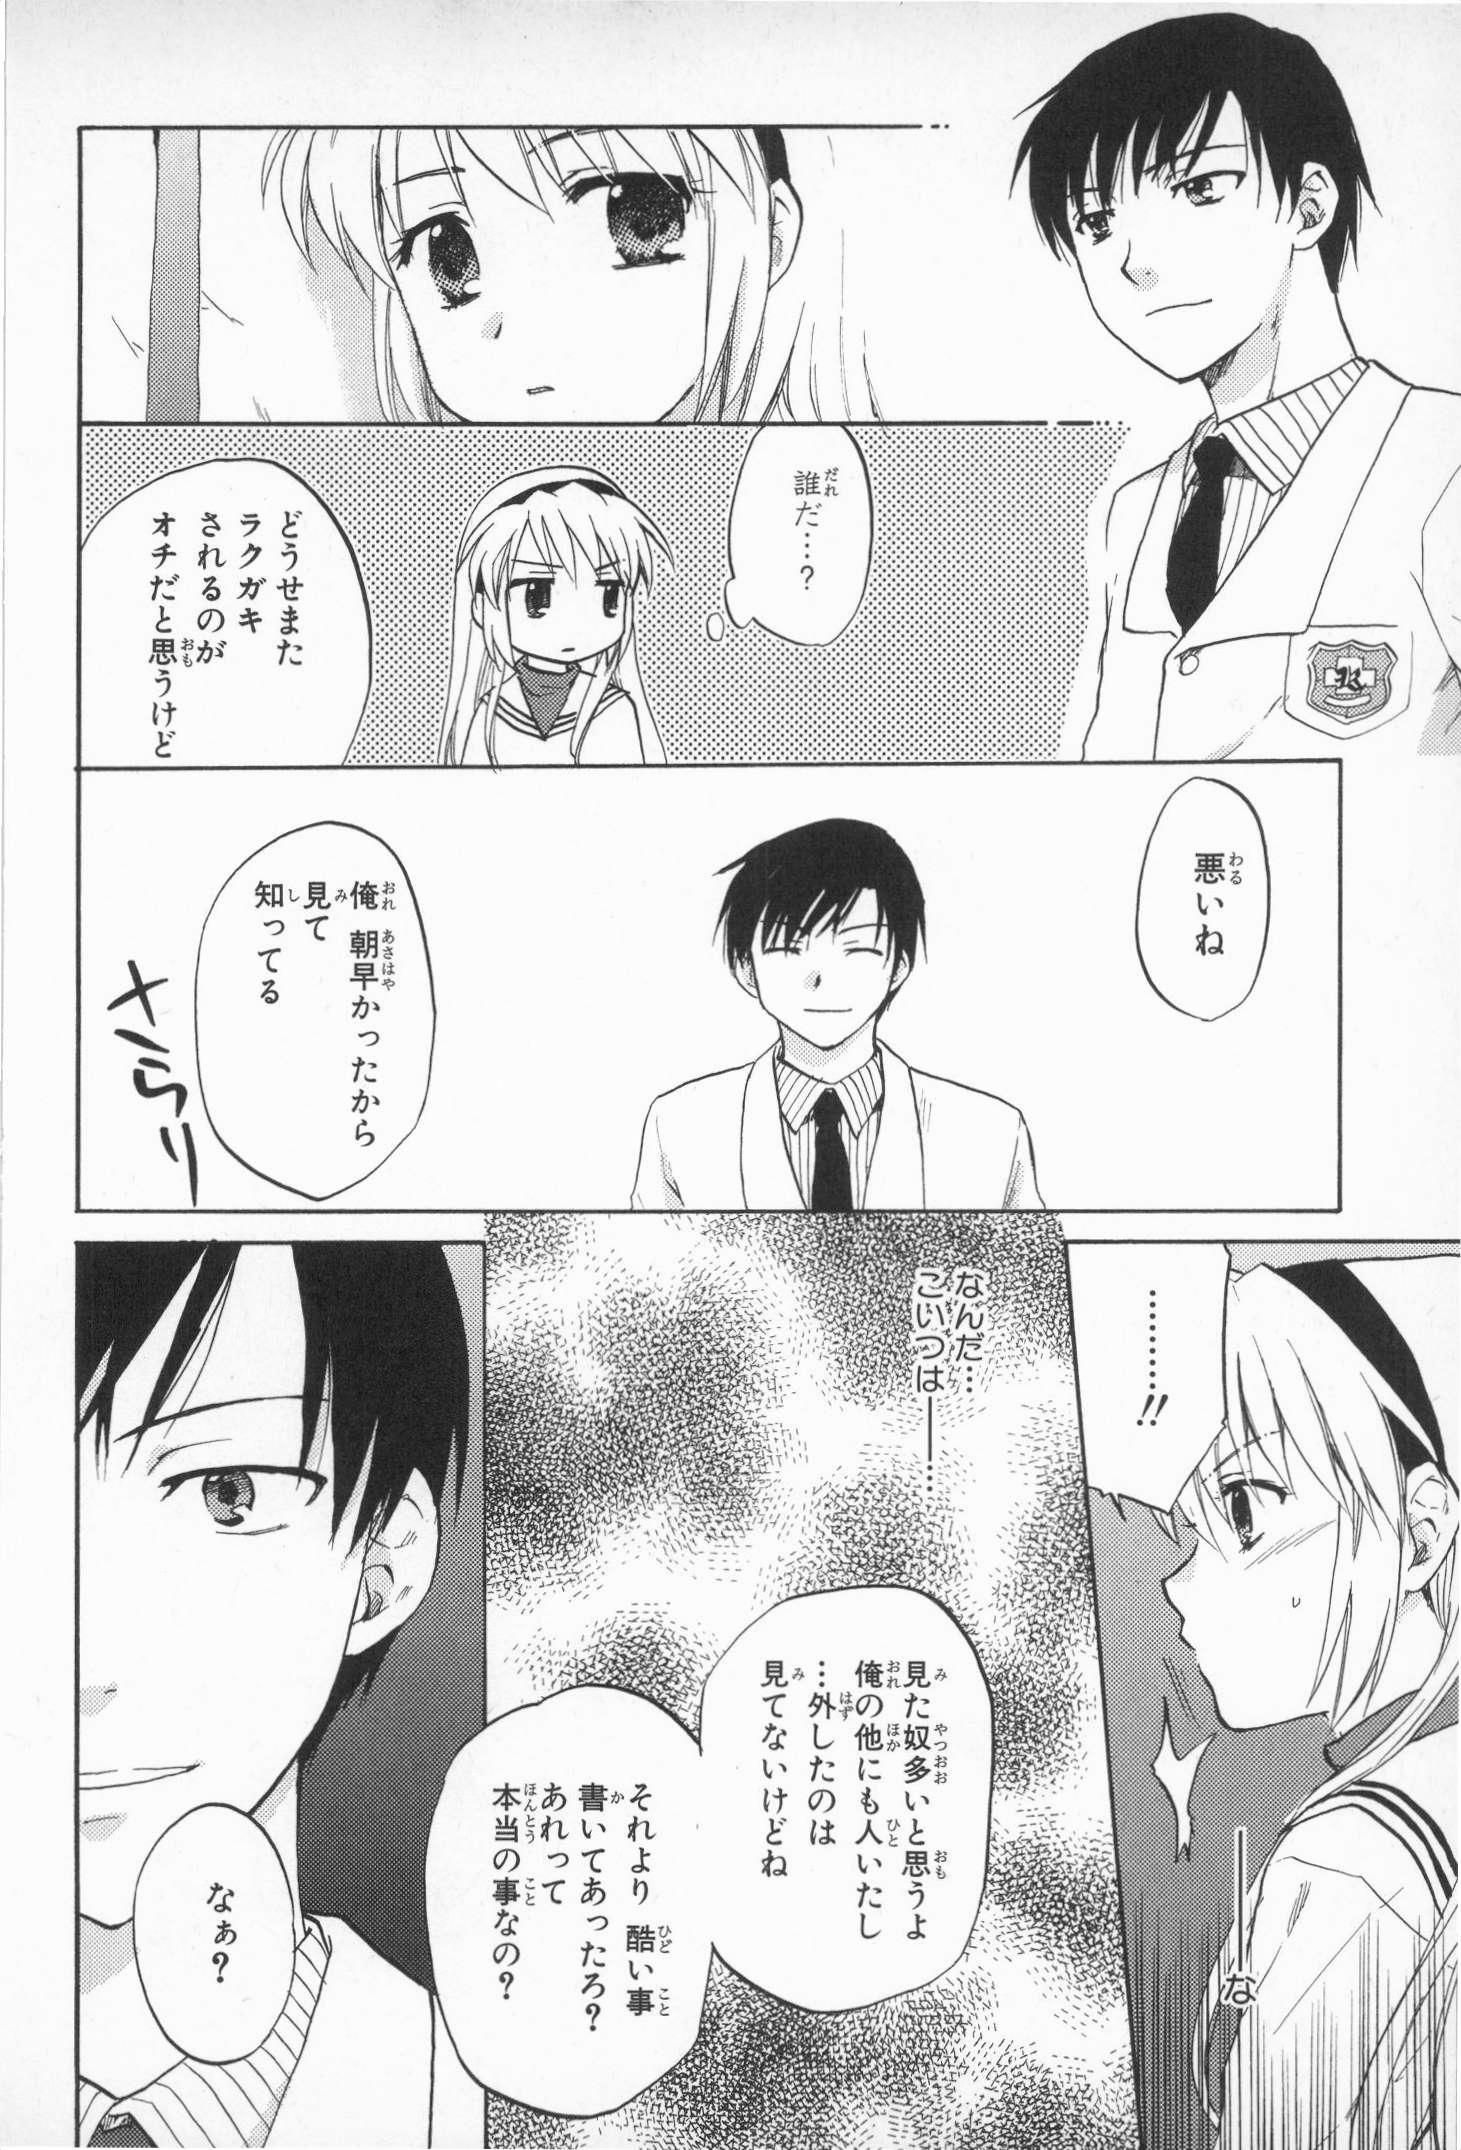 誰だ…?
どうせまた
ラクガキ
されるのが
オチだと思うけど
悪いね
俺 朝早かったから
見て
知ってる
さらり
………!!
―な
なんだ…
こいつは――…
見た奴多いと思うよ
俺の他にも人いたし
…外したのは
見てないけどね
それより 酷い事
書いてあったろ?
あれって
本当の事なの?
なぁ?